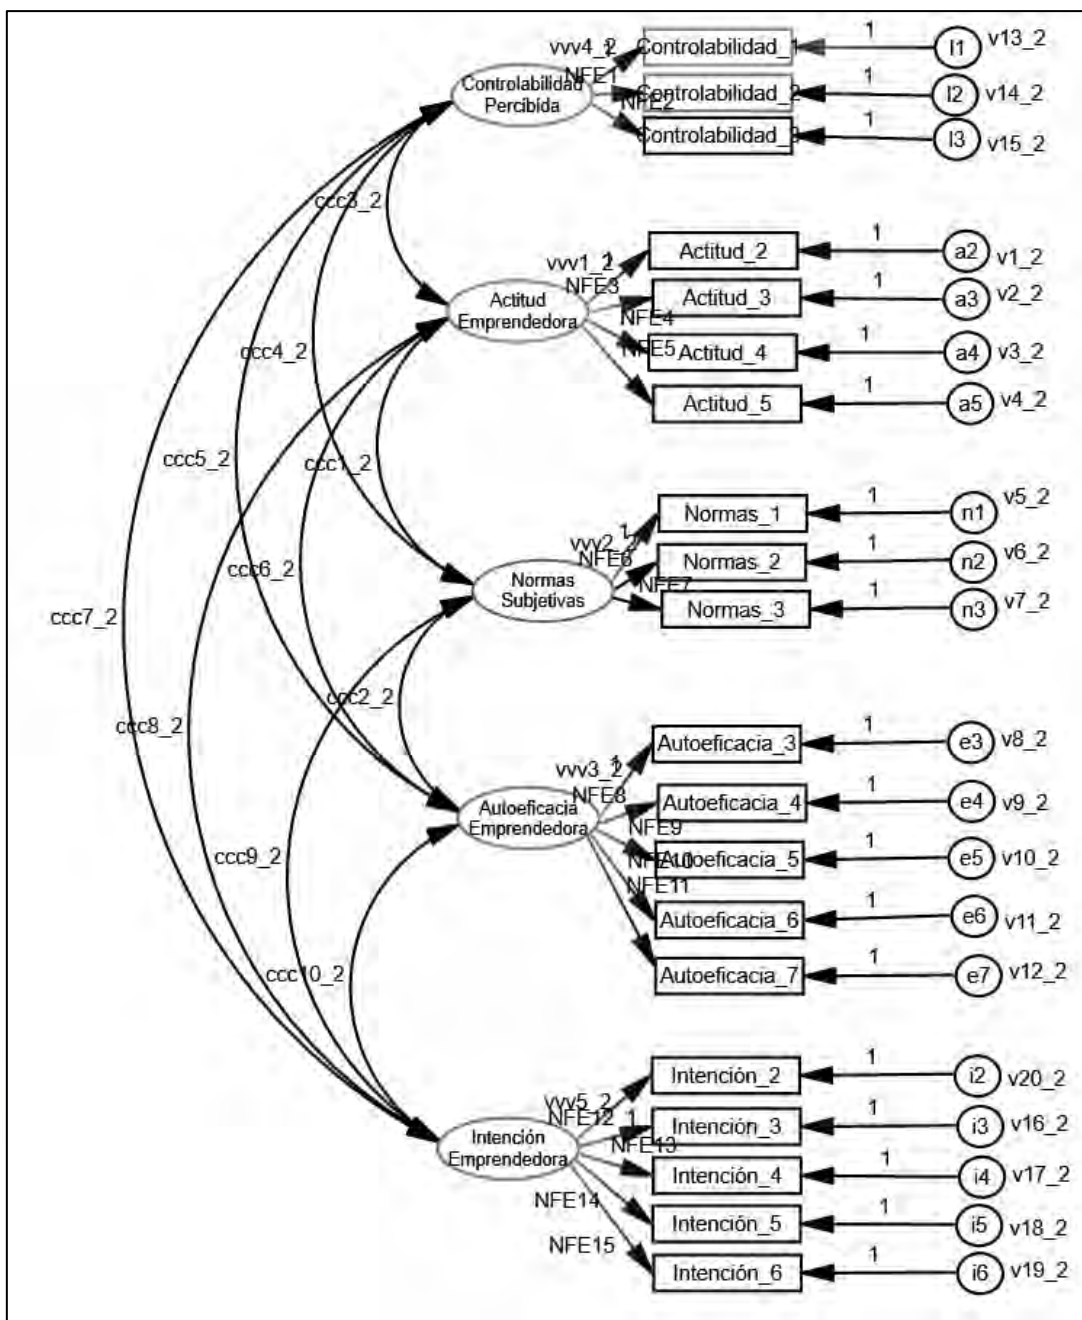 vvv4_2
1
Controlabilidad_1
1
l1
v13_2
Controlabilidad
Percibida
NFE1
Controlabilidad_2
1
l2
v14_2
NFE2
Controlabilidad_3
1
l3
v15_2
ccc3_2
vvv1_2
1
Actitud_2
1
a2
v1_2
Actitud
Emprendedora
NFE3
Actitud_3
1
a3
v2_2
NFE4
Actitud_4
1
a4
v3_2
NFE5
Actitud_5
1
a5
v4_2
ccc4_2
ccc5_2
ccc1_2
vvv2_2
1
Normas_1
1
n1
v5_2
Normas
Subjetivas
NFE6
Normas_2
1
n2
v6_2
NFE7
Normas_3
1
n3
v7_2
ccc6_2
ccc7_2
ccc2_2
ccc8_2
vvv3_2
1
Autoeficacia_3
1
e3
v8_2
Autoeficacia
Emprendedora
NFE8
Autoeficacia_4
1
e4
v9_2
NFE9
Autoeficacia_5
1
e5
v10_2
NFE10
Autoeficacia_6
1
e6
v11_2
NFE11
Autoeficacia_7
1
e7
v12_2
ccc9_2
ccc10_2
vvv5_2
Intención_2
1
i2
v20_2
Intención
Emprendedora
NFE12
1
Intención_3
1
i3
v16_2
NFE13
Intención_4
1
i4
v17_2
NFE14
Intención_5
1
i5
v18_2
NFE15
Intención_6
1
i6
v19_2